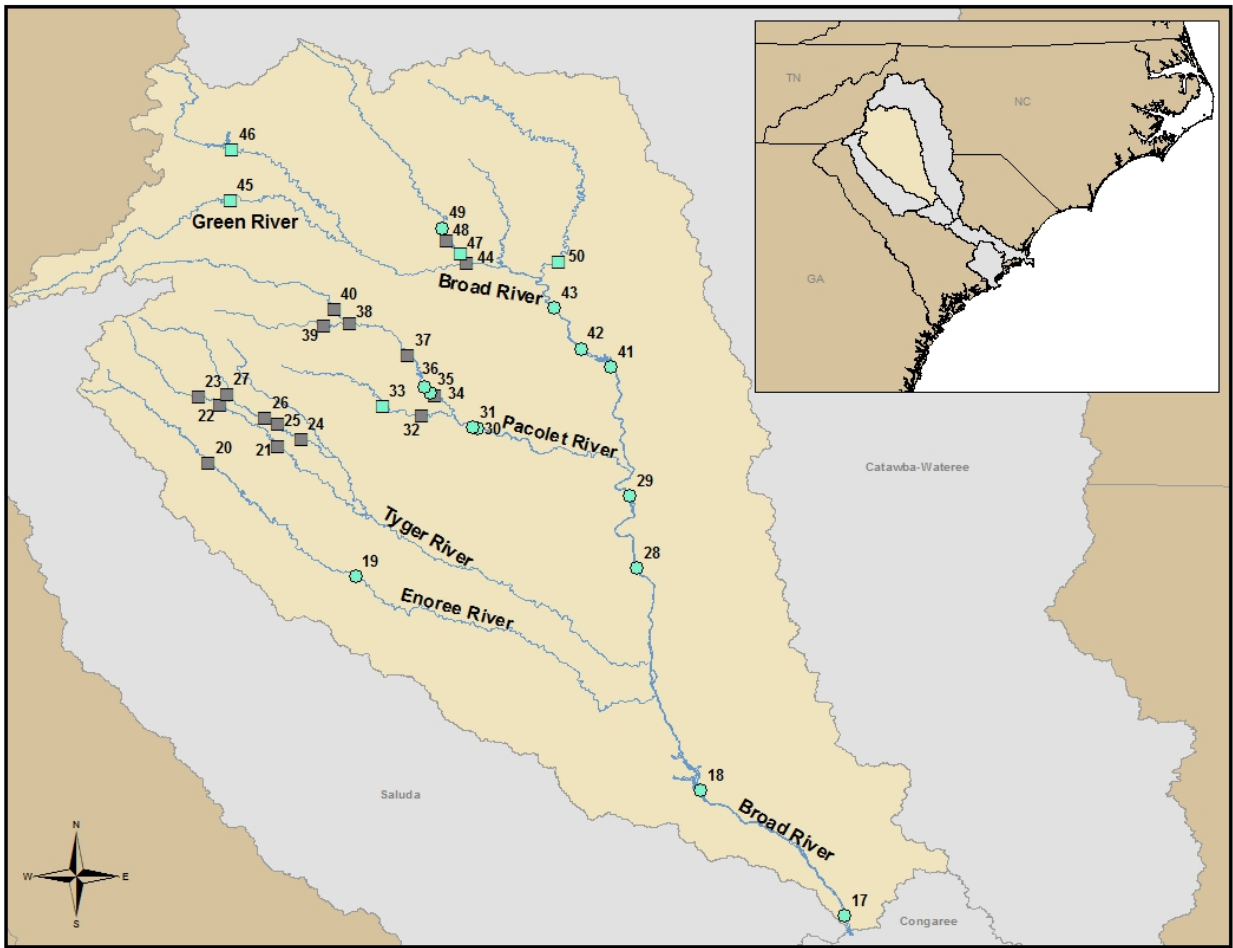 TN
NC
GA
46
45
Green River
49
48
47
44
50
Broad River
43
42
41
40
38
39
37
36
35
34
33
32
31
30
Pacolet River
23
27
22
26
25
24
21
20
29
28
Catawba-Wateree
Tyger River
19
Enoree River
18
Saluda
Broad River
17
Congaree
N
W
E
S